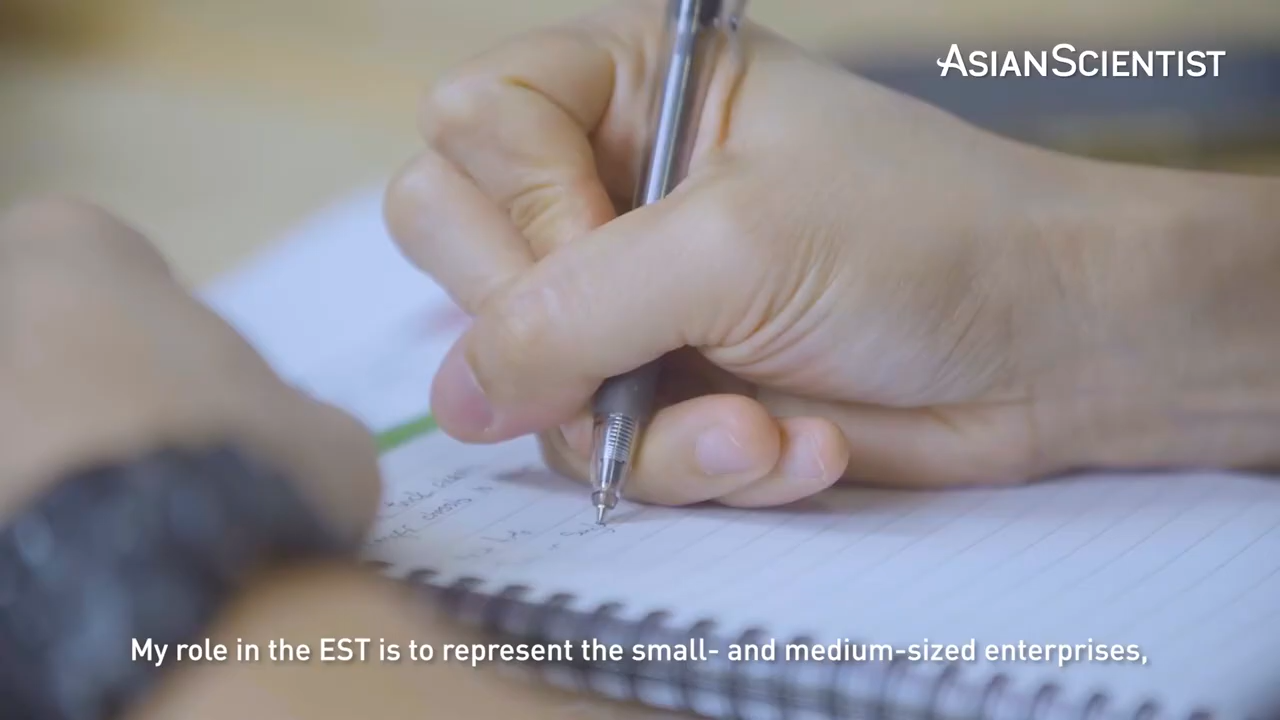 ASIANSCIENTIST
My role in the EST is to represent the small- and medium-sized enterprises,